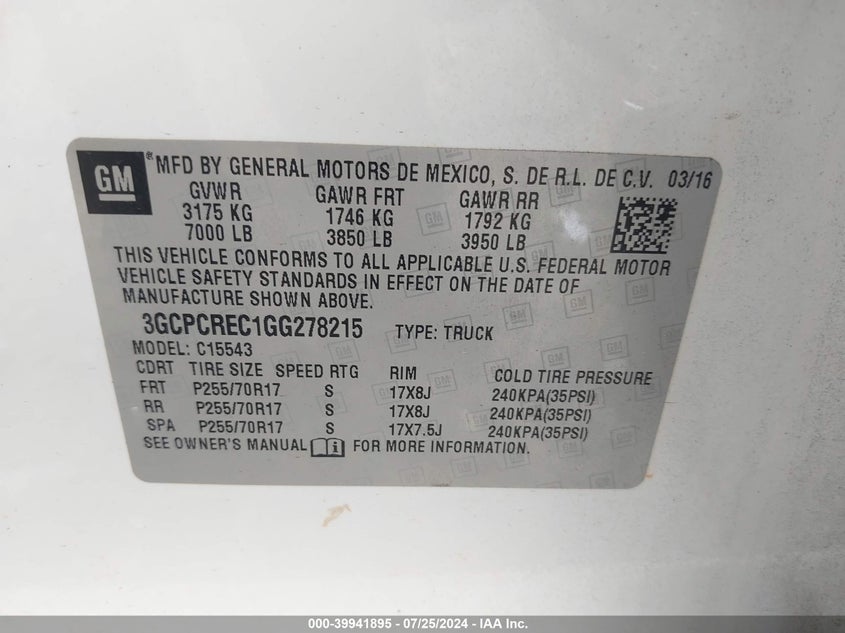 GM ® MFD BY GENERAL MOTORS DE MEXICO, S. DE R.L. DE C.V. 03/16
GVWR GAWR FRT GAWR RR
3175 KG 1746 KG 1792 KG
7000 LB 3850 LB 3950 LB
THIS VEHICLE CONFORMS TO ALL APPLICABLE U.S. FEDERAL MOTOR
VEHICLE SAFETY STANDARDS IN EFFECT ON THE DATE OF
MANUFACTURE SHOWN ABOVE.
3GCPCREC1GG278215 TYPE: TRUCK
MODEL: C15543
CDRT TIRE SIZE SPEED RTG RIM COLD TIRE PRESSURE
FRT P255/70R17 S 17X8J 240KPA(35PSI)
RR P255/70R17 S 17X8J 240KPA(35PSI)
SPA P255/70R17 S 17X7.5J 240KPA(35PSI)
SEE OWNER'S MANUAL FOR MORE INFORMATION.
000-39941895 - 07/25/2024 - IAA Inc.